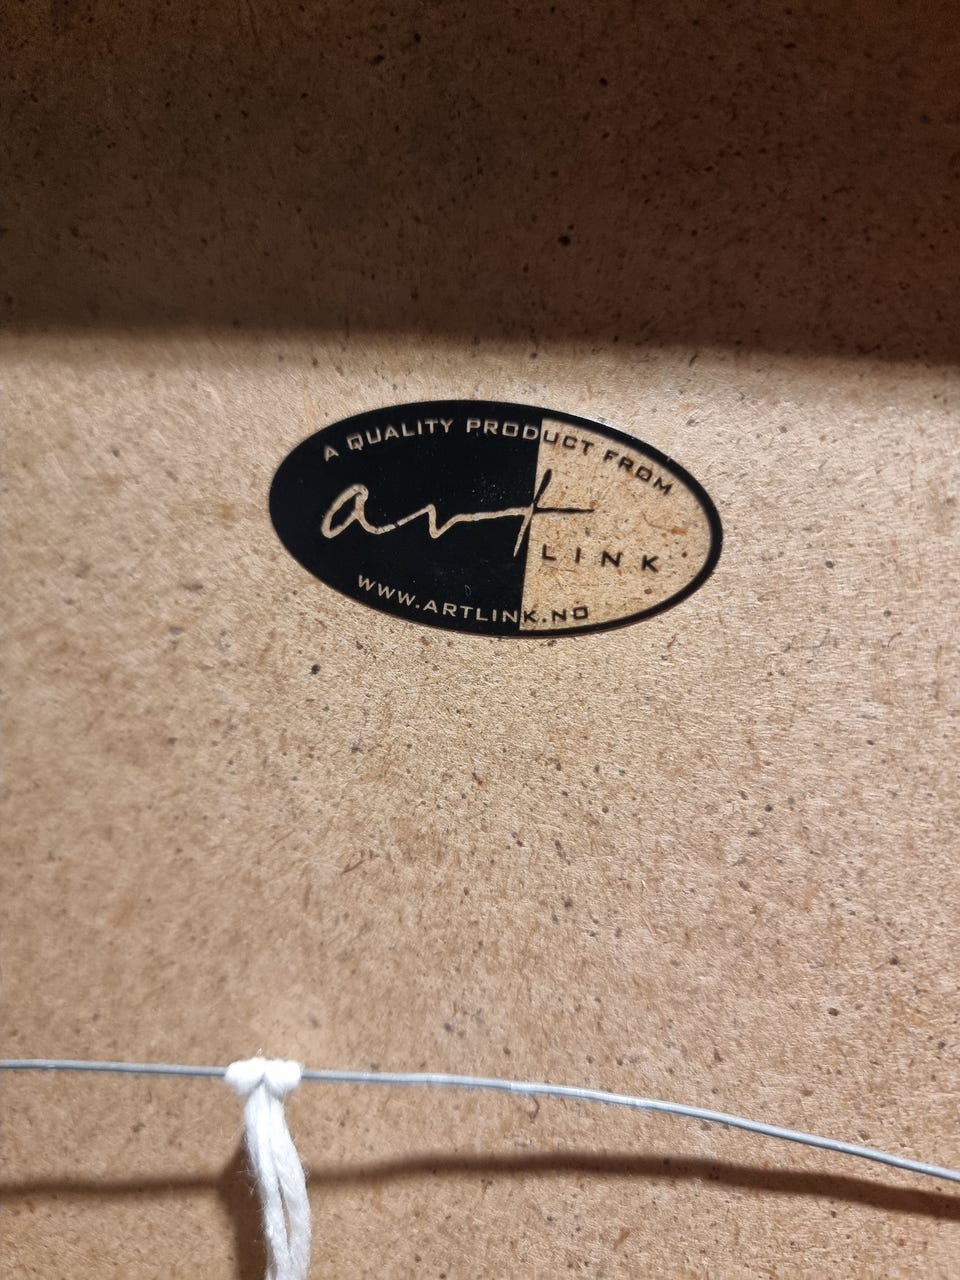 A QUALITY PRODUCT FROM
art
LINK
WWW.ARTLINK.NO